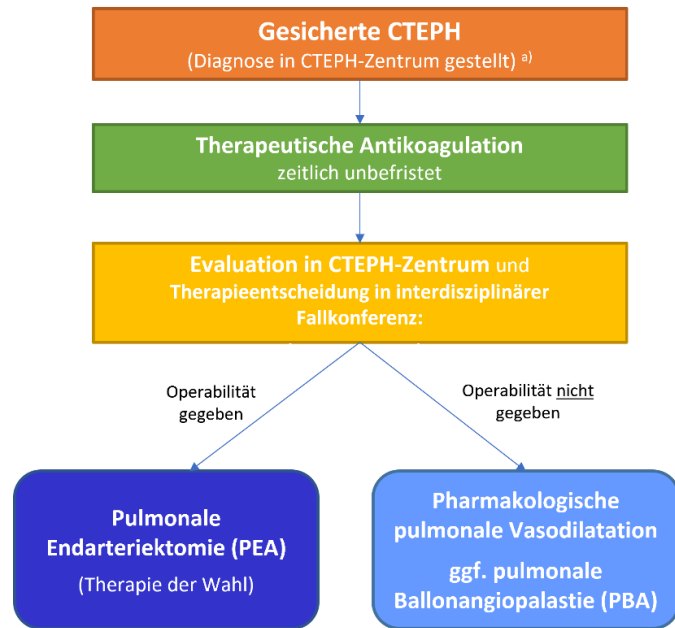 Gesicherte CTEPH
(Diagnose in CTEPH-Zentrum gestellt) a)
Therapeutische Antikoagulation
zeitlich unbefristet
Evaluation in CTEPH-Zentrum und
Therapieentscheidung in interdisziplinärer
Fallkonferenz:
Operabilität
gegeben
Operabilität nicht
gegeben
Pulmonale
Endarteriektomie (PEA)
(Therapie der Wahl)
Pharmakologische
pulmonale Vasodilatation
ggf. pulmonale
Ballonangiopalastie (PBA)